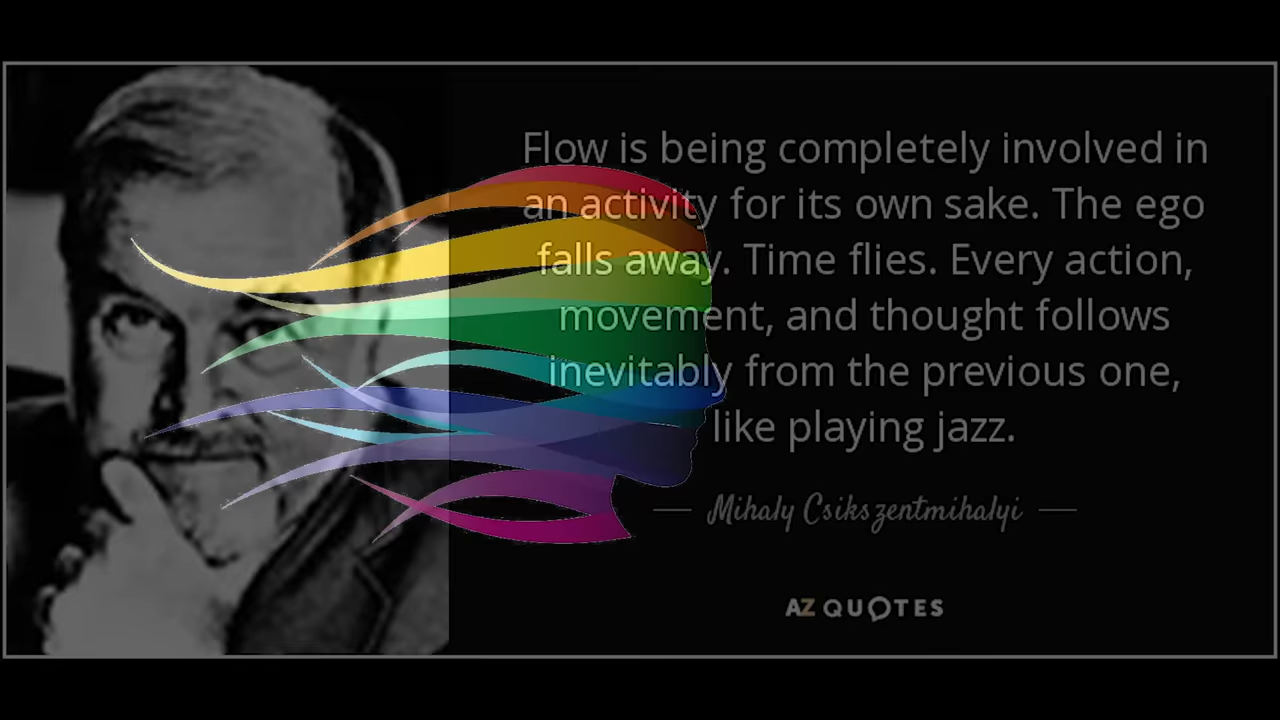 Flow is being completely involved in
an activity for its own sake. The ego
falls away. Time flies. Every action,
movement, and thought follows
inevitably from the previous one,
like playing jazz.
— Mihaly Csikszentmihalyi —
AZ QUOTES